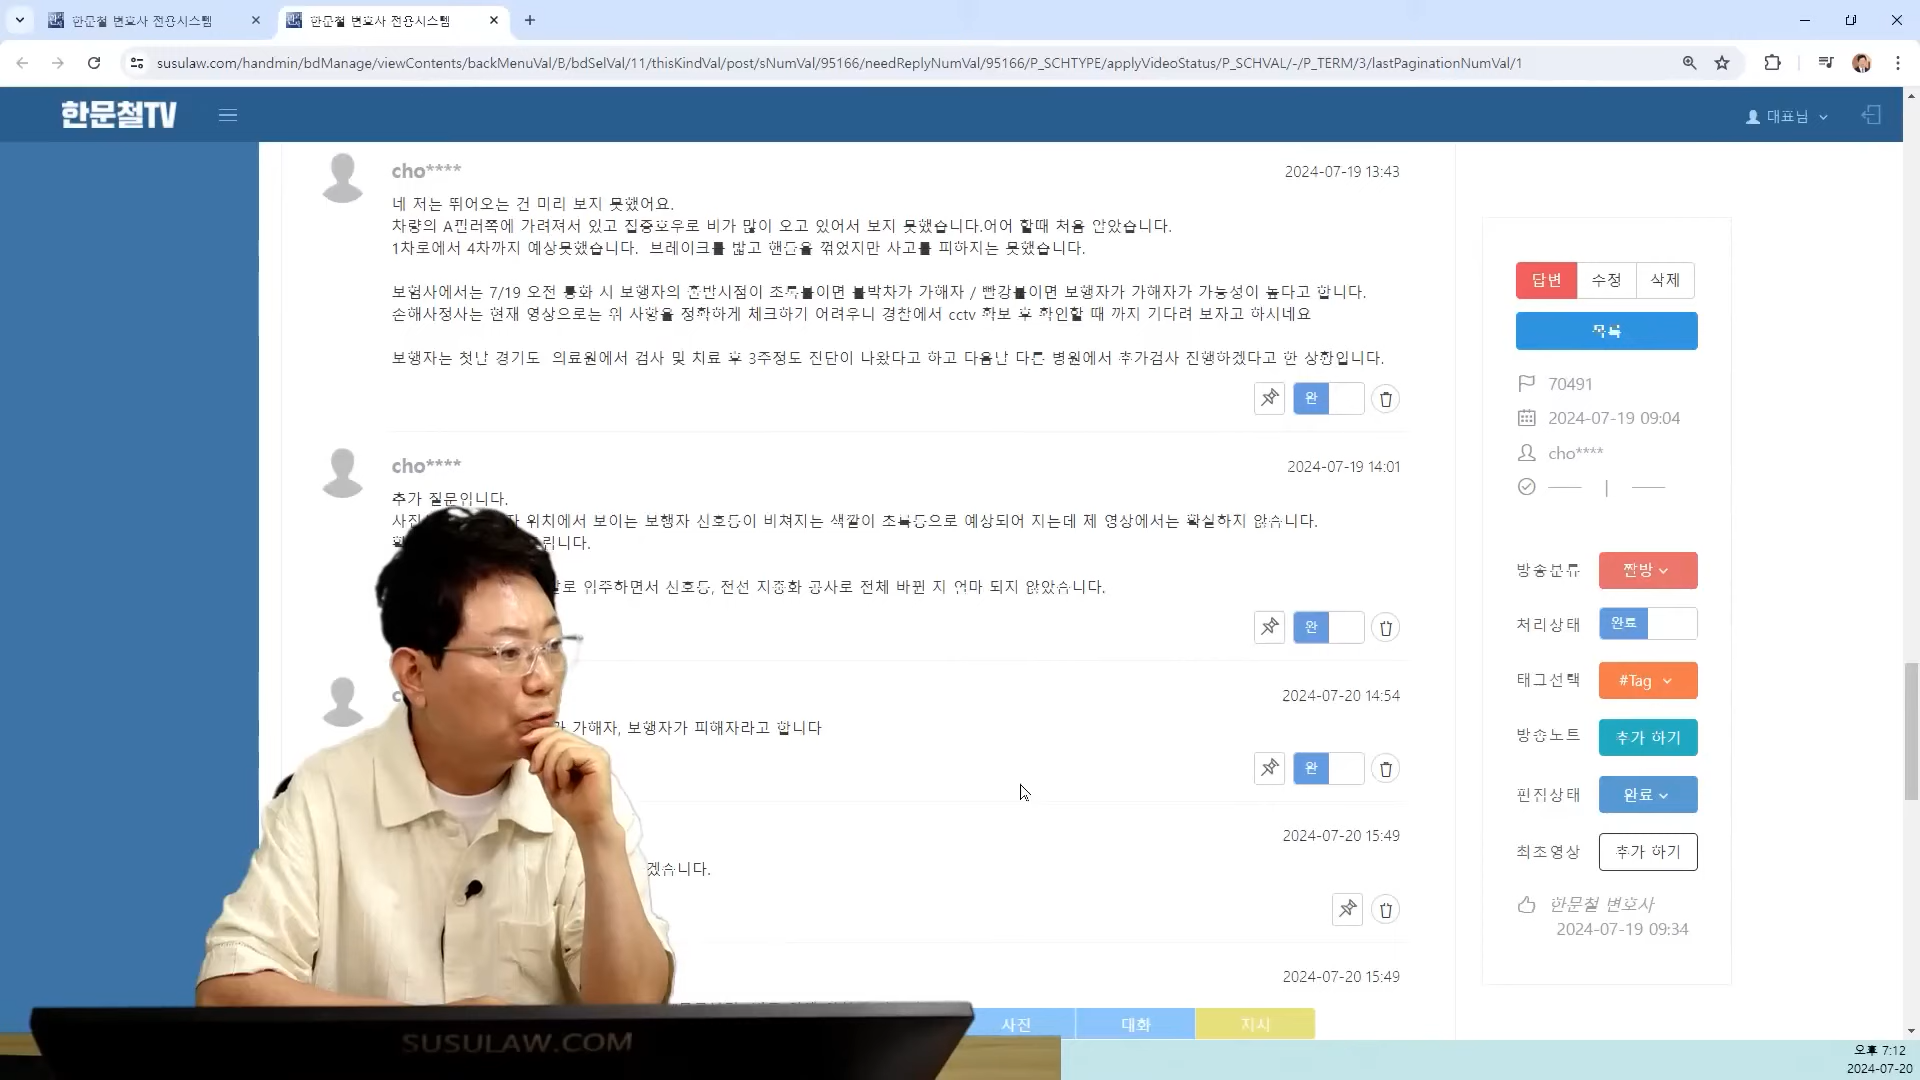 한문철 변호사 전용시스템
한문철 변호사 전용시스템
susulaw.com/handmin/bdManage/viewContents/backMenuVal/B/bdSelVal/11/thisKindVal/post/sNumVal/95166/needReplyNumVal/95166/P_SCHTYPE/applyVideoStatus/P_SCHVAL/-/P_TERM/3/lastPaginationNumVal/1
한문철TV
대표님
cho****
2024-07-19 13:43
네 저는 뛰어오는 건 미리 보지 못했어요.
차량의 A필러쪽에 가려져서 있고 집중호우로 비가 많이 오고 있어서 보지 못했습니다.어어 할때 처음 알았습니다.
1차로에서 4차까지 예상못했습니다. 브레이크를 밟고 핸들을 꺾었지만 사고를 피하지는 못했습니다.
보험사에서는 7/19 오전 통화 시 보행자의 출발시점이 초록불이면 블박차가 가해자 / 빨강불이면 보행자가 가해자가 가능성이 높다고 합니다.
손해사정사는 현재 영상으로는 위 사항을 정확하게 체크하기 어려우니 경찰에서 cctv 확보 후 확인할 때 까지 기다려 보자고 하시네요
보행자는 첫날 경기도 의료원에서 검사 및 치료 후 3주정도 진단이 나왔다고 하고 다음날 다른 병원에서 추가검사 진행하겠다고 한 상황입니다.
완
cho****
2024-07-19 14:01
추가 질문입니다.
위치에서 보이는 보행자 신호등이 비쳐지는 색깔이 초록등으로 예상되어 지는데 제 영상에서는 확실하지 않습니다.
립니다.
로 입주하면서 신호등, 전선 지중화 공사로 전체 바뀐 지 얼마 되지 않았습니다.
완
2024-07-20 14:54
가해자, 보행자가 피해자라고 합니다
완
2024-07-20 15:49
겠습니다.
2024-07-20 15:49
사진
대화
지시
답변
수정
삭제
목록
70491
2024-07-19 09:04
cho****
방송분류
짤방
처리상태
완료
태그선택
#Tag
방송노트
추가 하기
편집상태
완료
최초영상
추가 하기
한문철 변호사
2024-07-19 09:34
SUSULAW.COM
오후 7:12
2024-07-20